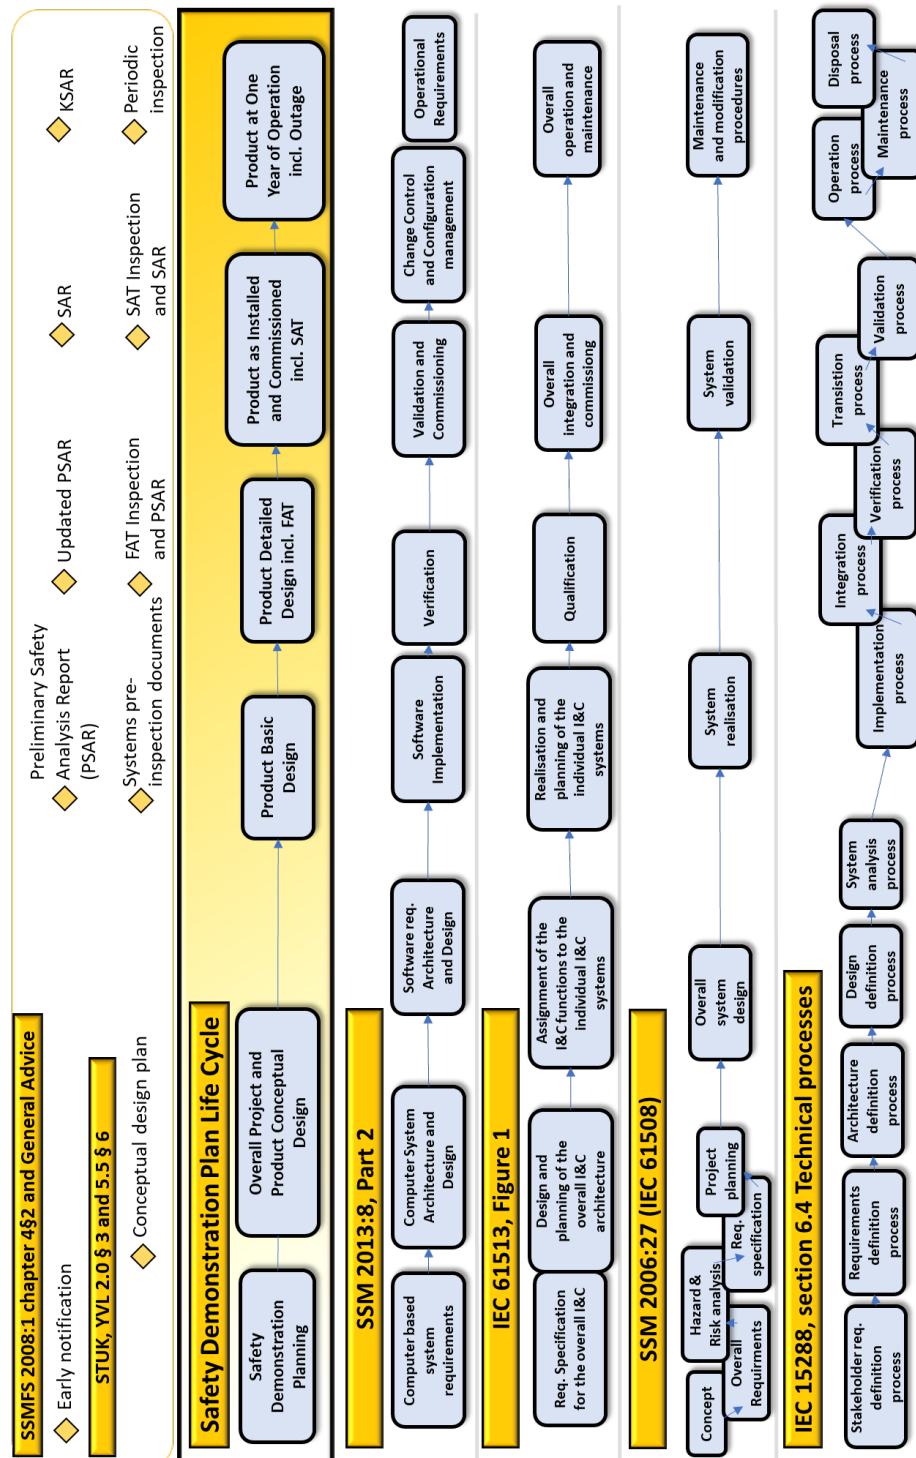 SSMFS 2008:1 chapter 4§2 and General Advice
Early notification
Preliminary Safety
Analysis Report
(PSAR)
Updated PSAR
SAR
KSAR
STUK, YVL 2.0 § 3 and 5.5 § 6
Conceptual design plan
Systems pre-
inspection documents
FAT Inspection
and PSAR
SAT Inspection
and SAR
Periodic
inspection
Safety Demonstration Plan Life Cycle
Safety
Demonstration
Planning
Overall Project and
Product Conceptual
Design
Product Basic
Design
Product Detailed
Design incl. FAT
Product as Installed
and Commissioned
incl. SAT
Product at One
Year of Operation
incl. Outage
SSM 2013:8, Part 2
Computer based
system
requirements
Computer System
Architecture and
Design
Software req.
Architecture
and Design
Software
Implementation
Verification
Validation and
Commissioning
Change Control
and Configuration
management
Operational
Requirements
IEC 61513, Figure 1
Req. Specification
for the overall I&C
Design and
planning of the
overall I&C
architecture
Assignment of the
I&C functions to the
individual I&C
systems
Realisation and
planning of the
individual I&C
systems
Qualification
Overall
integration and
commissiong
Overall
operation and
maintenance
SSM 2006:27 (IEC 61508)
Concept
Overall
Requirments
Hazard &
Risk analysis
Req.
specification
Project
planning
Overall
system
design
System
realisation
System
validation
Maintenance
and modification
procedures
IEC 15288, section 6.4 Technical processes
Stakeholder req.
definition
process
Requirements
definition
process
Architecture
definition
process
Design
definition
process
System
analysis
process
Implementation
process
Integration
process
Verification
process
Transistion
process
Validation
process
Operation
process
Maintenance
process
Disposal
process